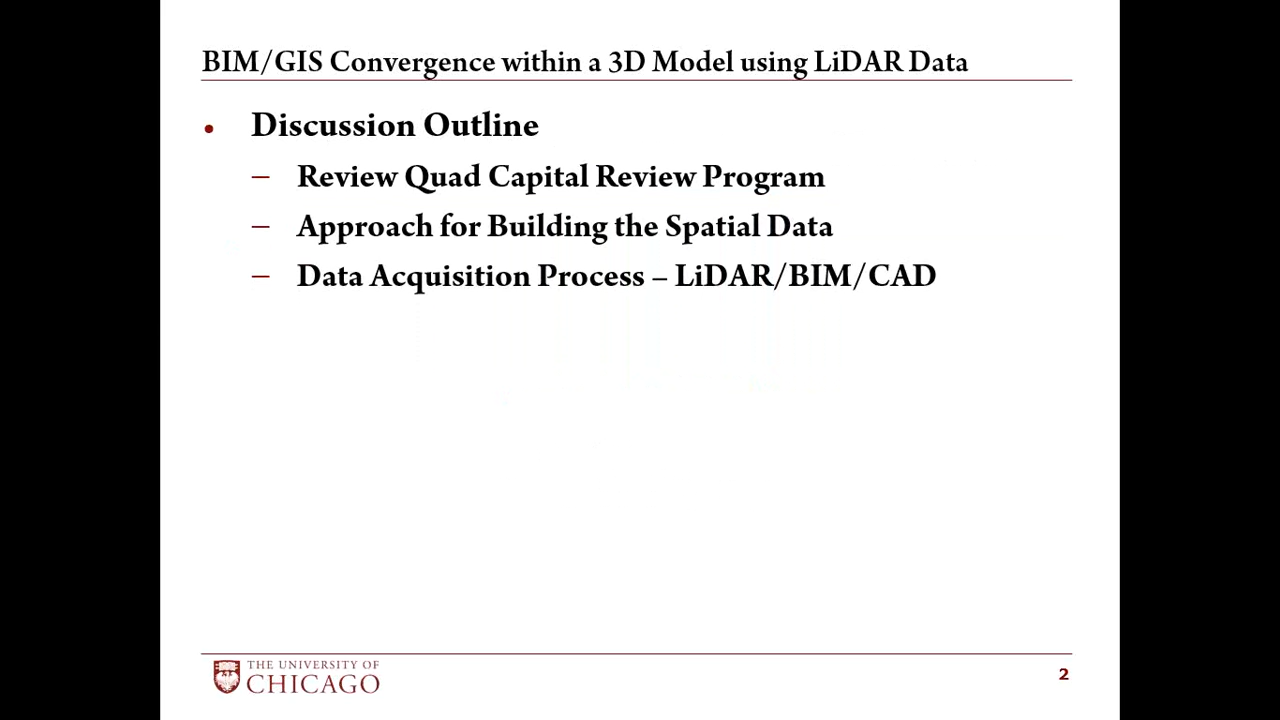 BIM/GIS Convergence within a 3D Model using LiDAR Data
• Discussion Outline
– Review Quad Capital Review Program
– Approach for Building the Spatial Data
– Data Acquisition Process – LiDAR/BIM/CAD
THE UNIVERSITY OF
CHICAGO
2